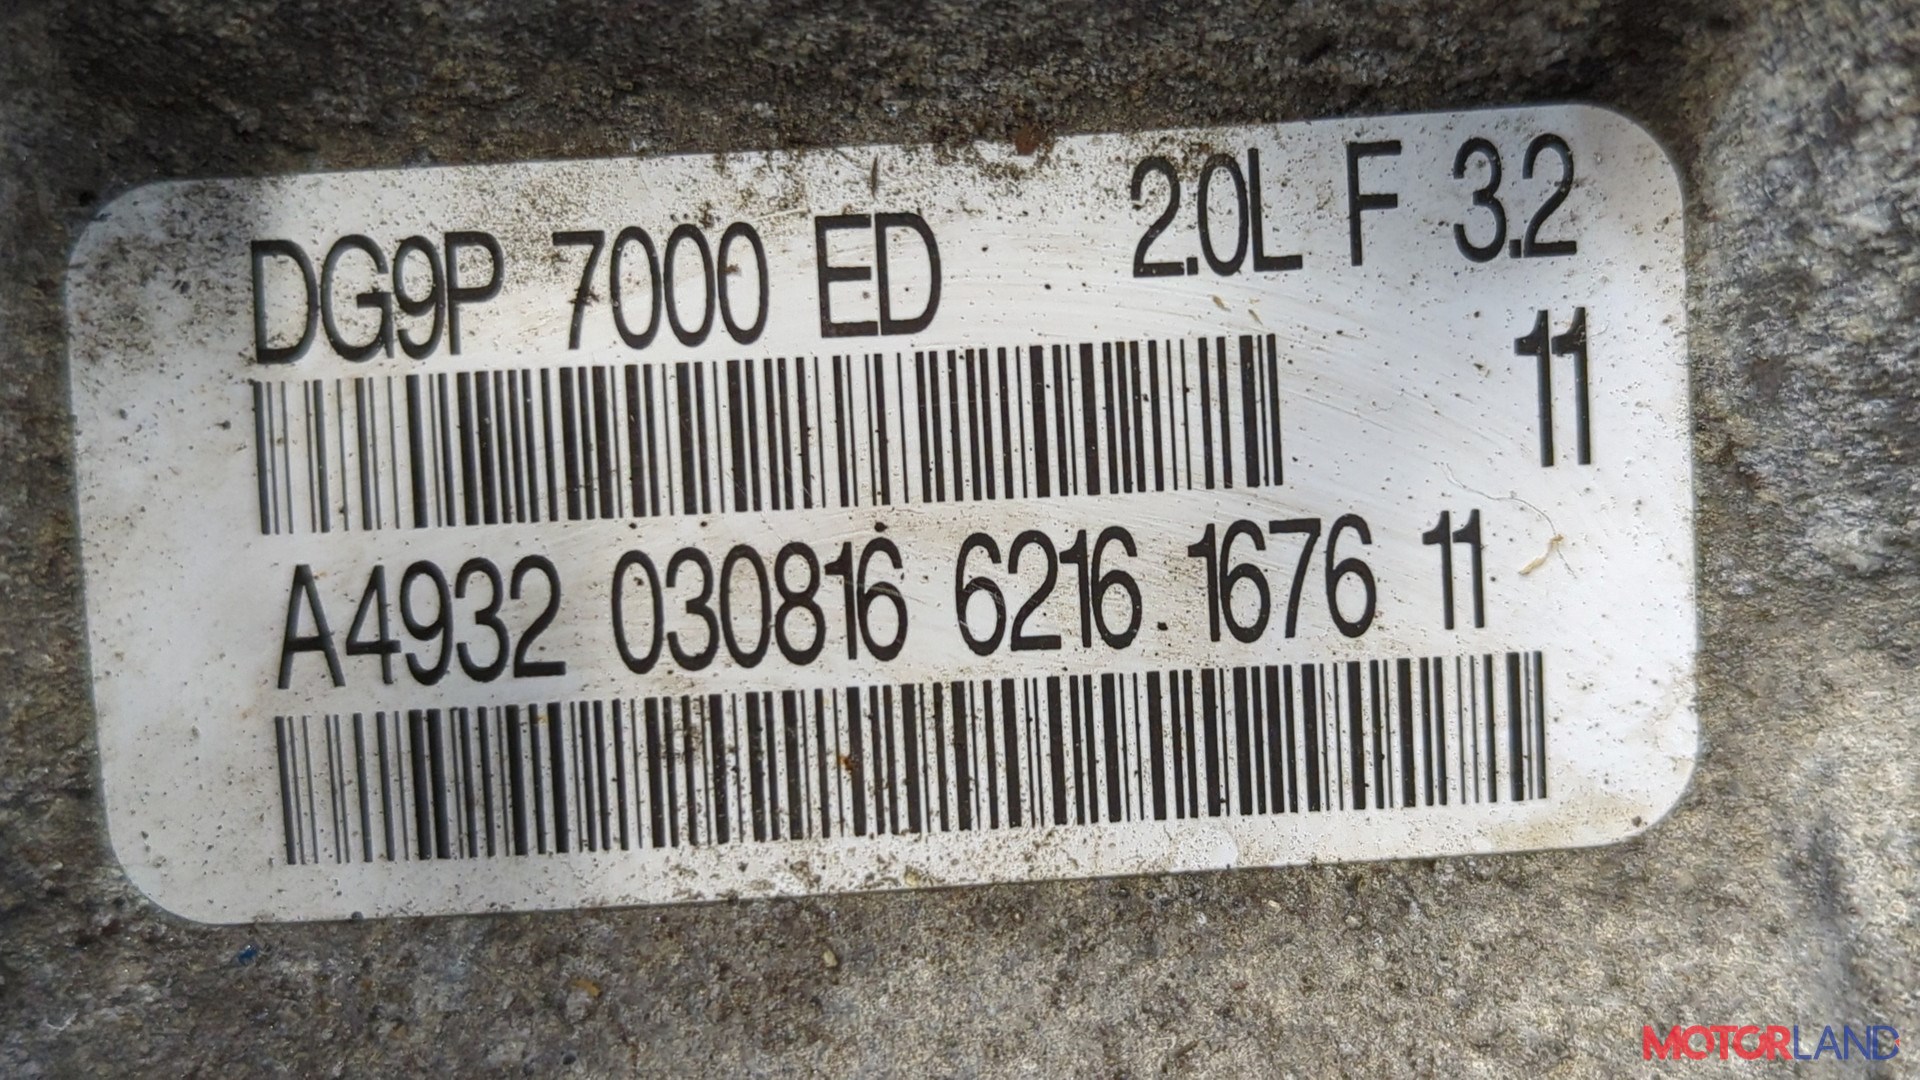 DG9P 7000 ED 2.0L F 3.2
11
A4932 030816 6216 1676 11
MOTORLAND